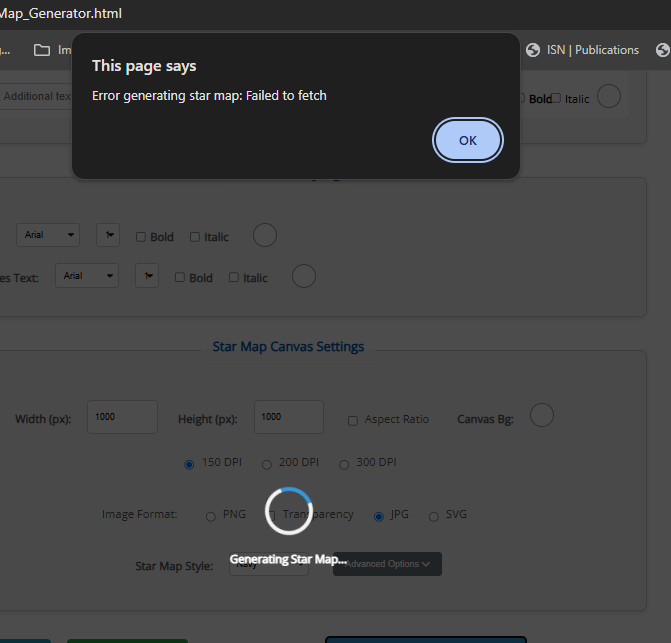 Map_Generator.html
Im
ISN | Publications
This page says
Error generating star map: Failed to fetch
OK
Additional tex
Bold
Italic
Arial
Bold
Italic
es Text:
Arial
Bold
Italic
Star Map Canvas Settings
Width (px):
1000
Height (px):
1000
Aspect Ratio
Canvas Bg:
150 DPI
200 DPI
300 DPI
Image Format:
PNG
Transparency
JPG
SVG
Generating Star Map...
Star Map Style:
Navy
Advanced Options